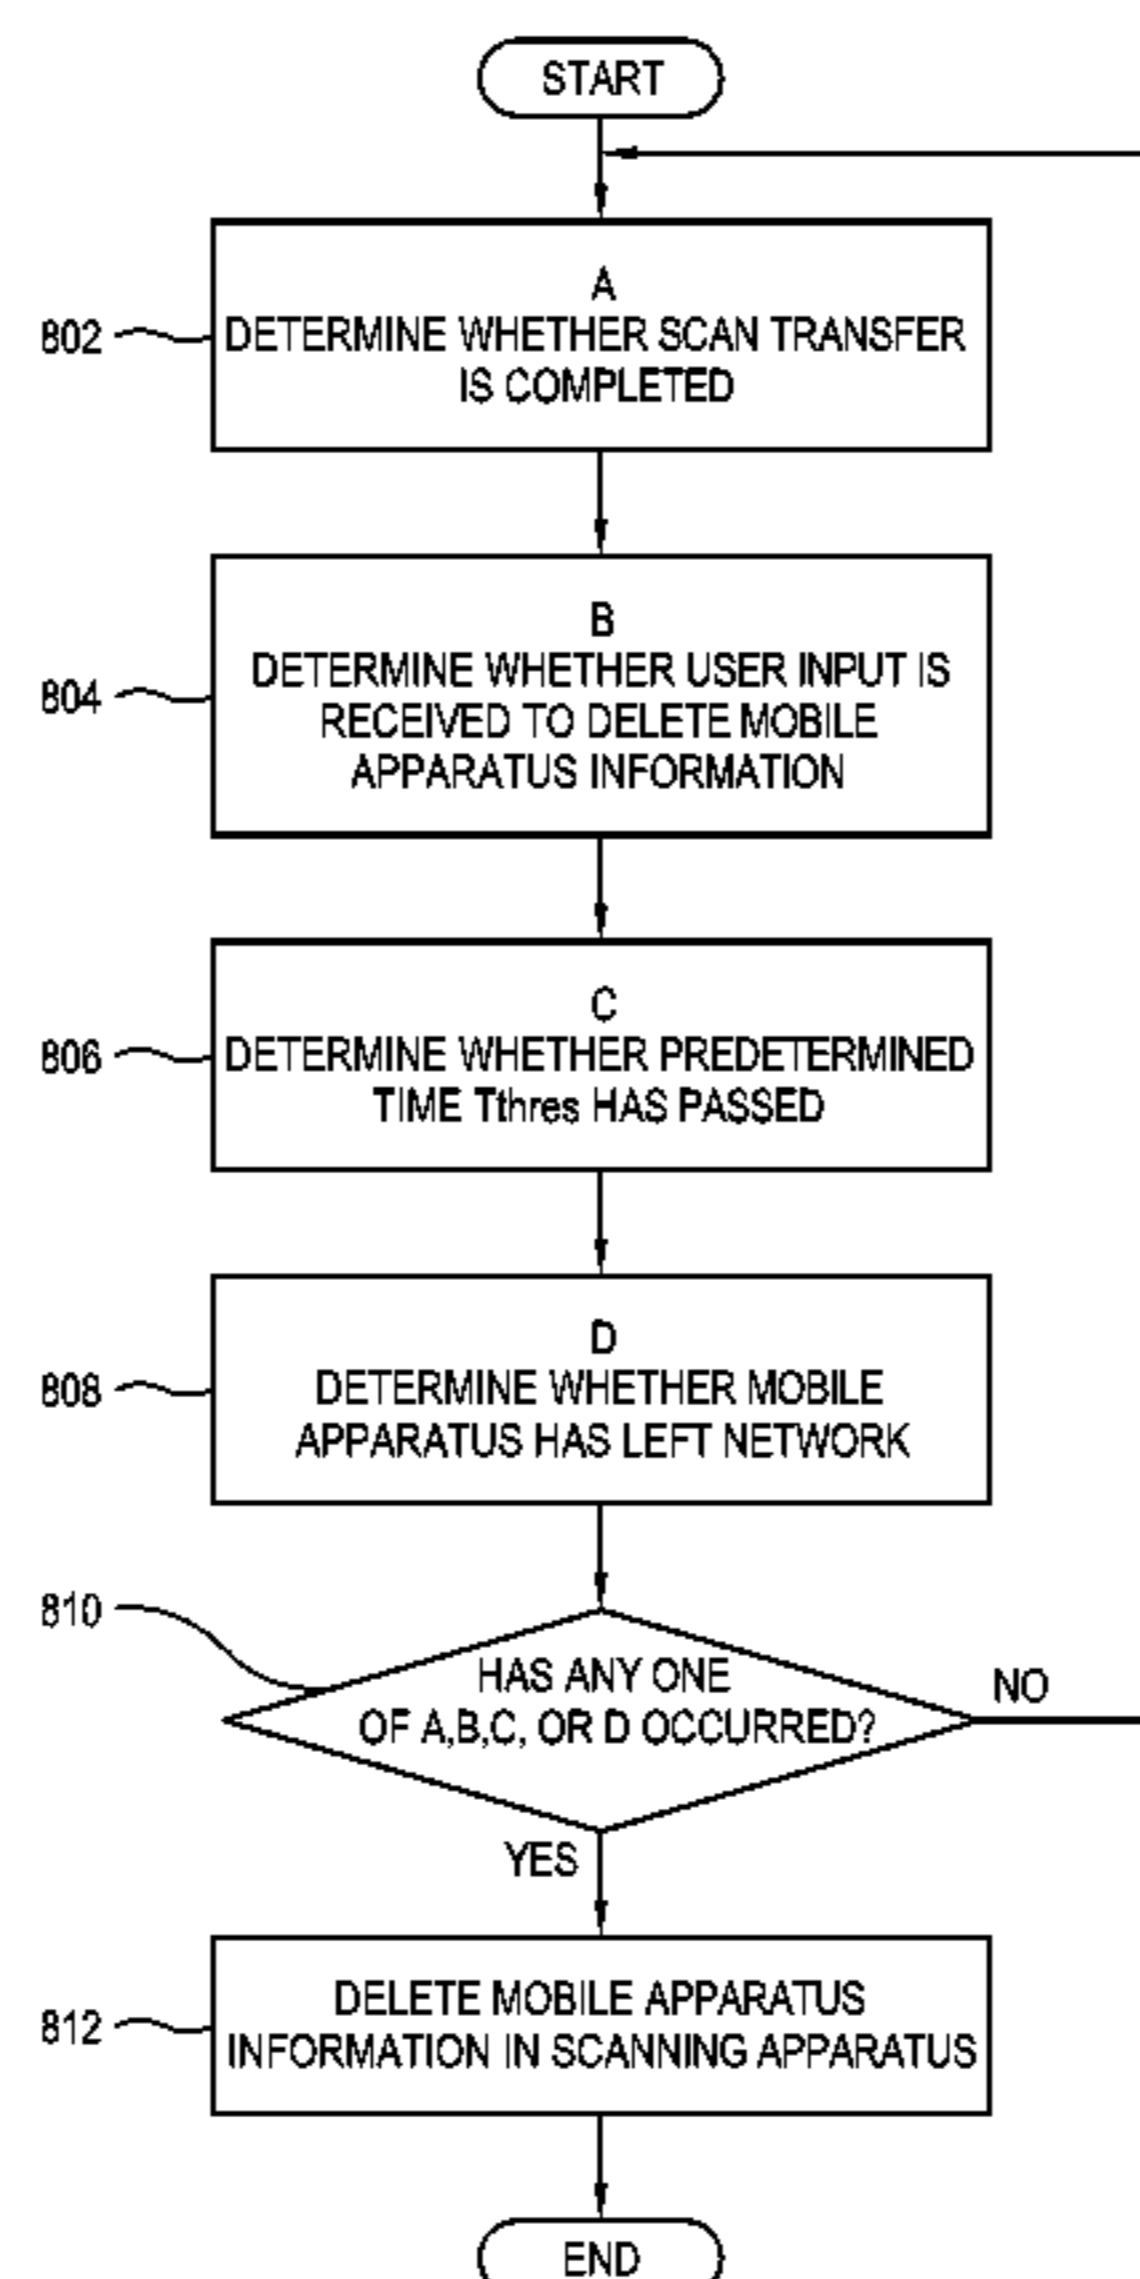 START
A
802
DETERMINE WHETHER SCAN TRANSFER
IS COMPLETED
B
804
DETERMINE WHETHER USER INPUT IS
RECEIVED TO DELETE MOBILE
APPARATUS INFORMATION
C
806
DETERMINE WHETHER PREDETERMINED
TIME Tthres HAS PASSED
D
808
DETERMINE WHETHER MOBILE
APPARATUS HAS LEFT NETWORK
810
HAS ANY ONE
OF A,B,C, OR D OCCURRED?
NO
YES
812
DELETE MOBILE APPARATUS
INFORMATION IN SCANNING APPARATUS
END